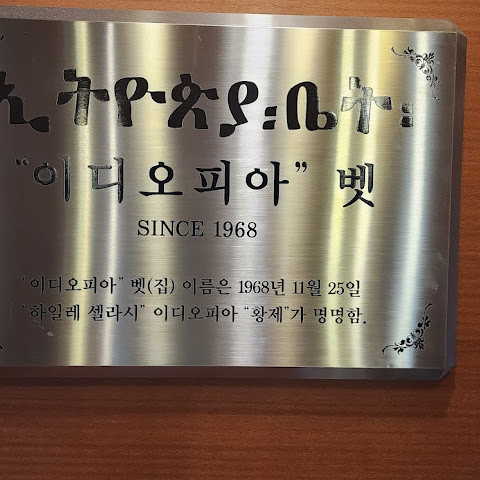 ኢትዮጵያ፡ቤት፡
“이디오피아” 벳
SINCE 1968
“이디오피아” 벳(집) 이름은 1968년 11월 25일
“하일레 셀라시” 이디오피아 “황제”가 명명함.